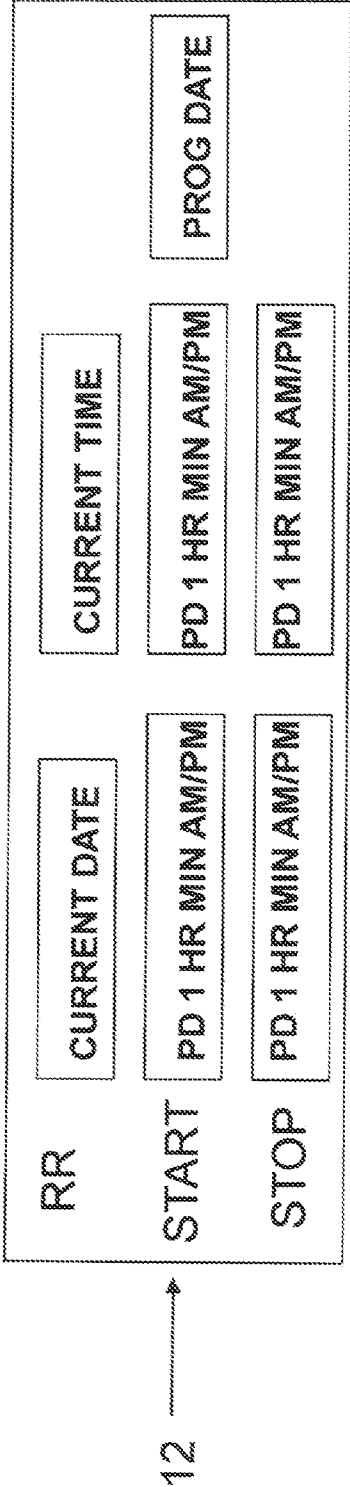 RR CURRENT DATE CURRENT TIME
12 START PD 1 HR MIN AM/PM PD 1 HR MIN AM/PM PROG DATE
STOP PD 1 HR MIN AM/PM PD 1 HR MIN AM/PM